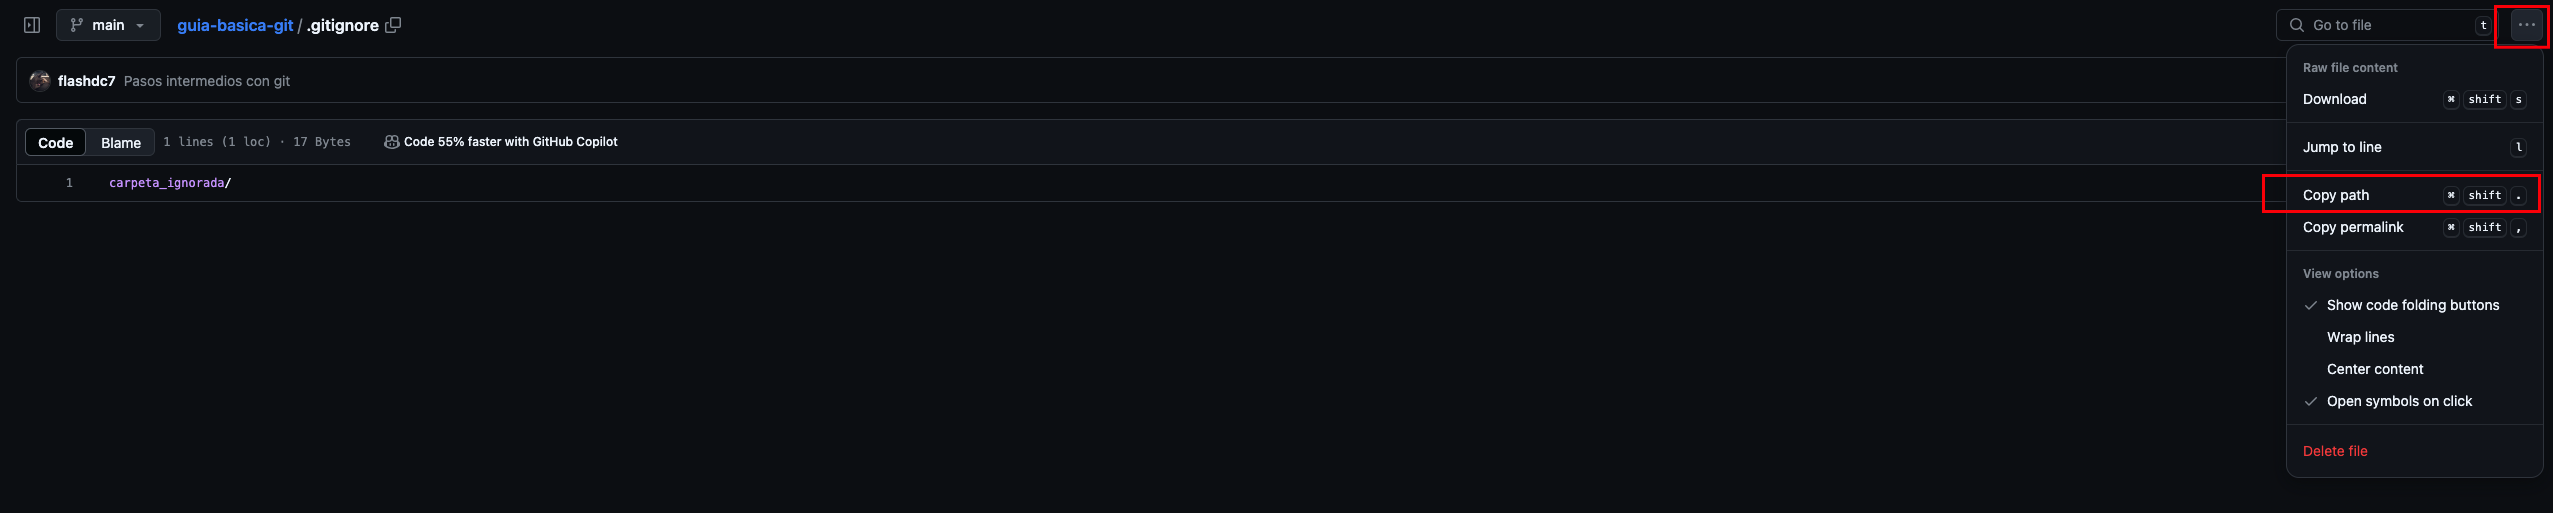 main
guia-basica-git / .gitignore
Go to file t
flashdc7 Pasos intermedios con git
Code Blame 1 lines (1 loc) · 17 Bytes Code 55% faster with GitHub Copilot
1 carpeta_ignorada/
Raw file content
Download ⌘ shift s
Jump to line l
Copy path ⌘ shift .
Copy permalink ⌘ shift ,
View options
Show code folding buttons
Wrap lines
Center content
Open symbols on click
Delete file